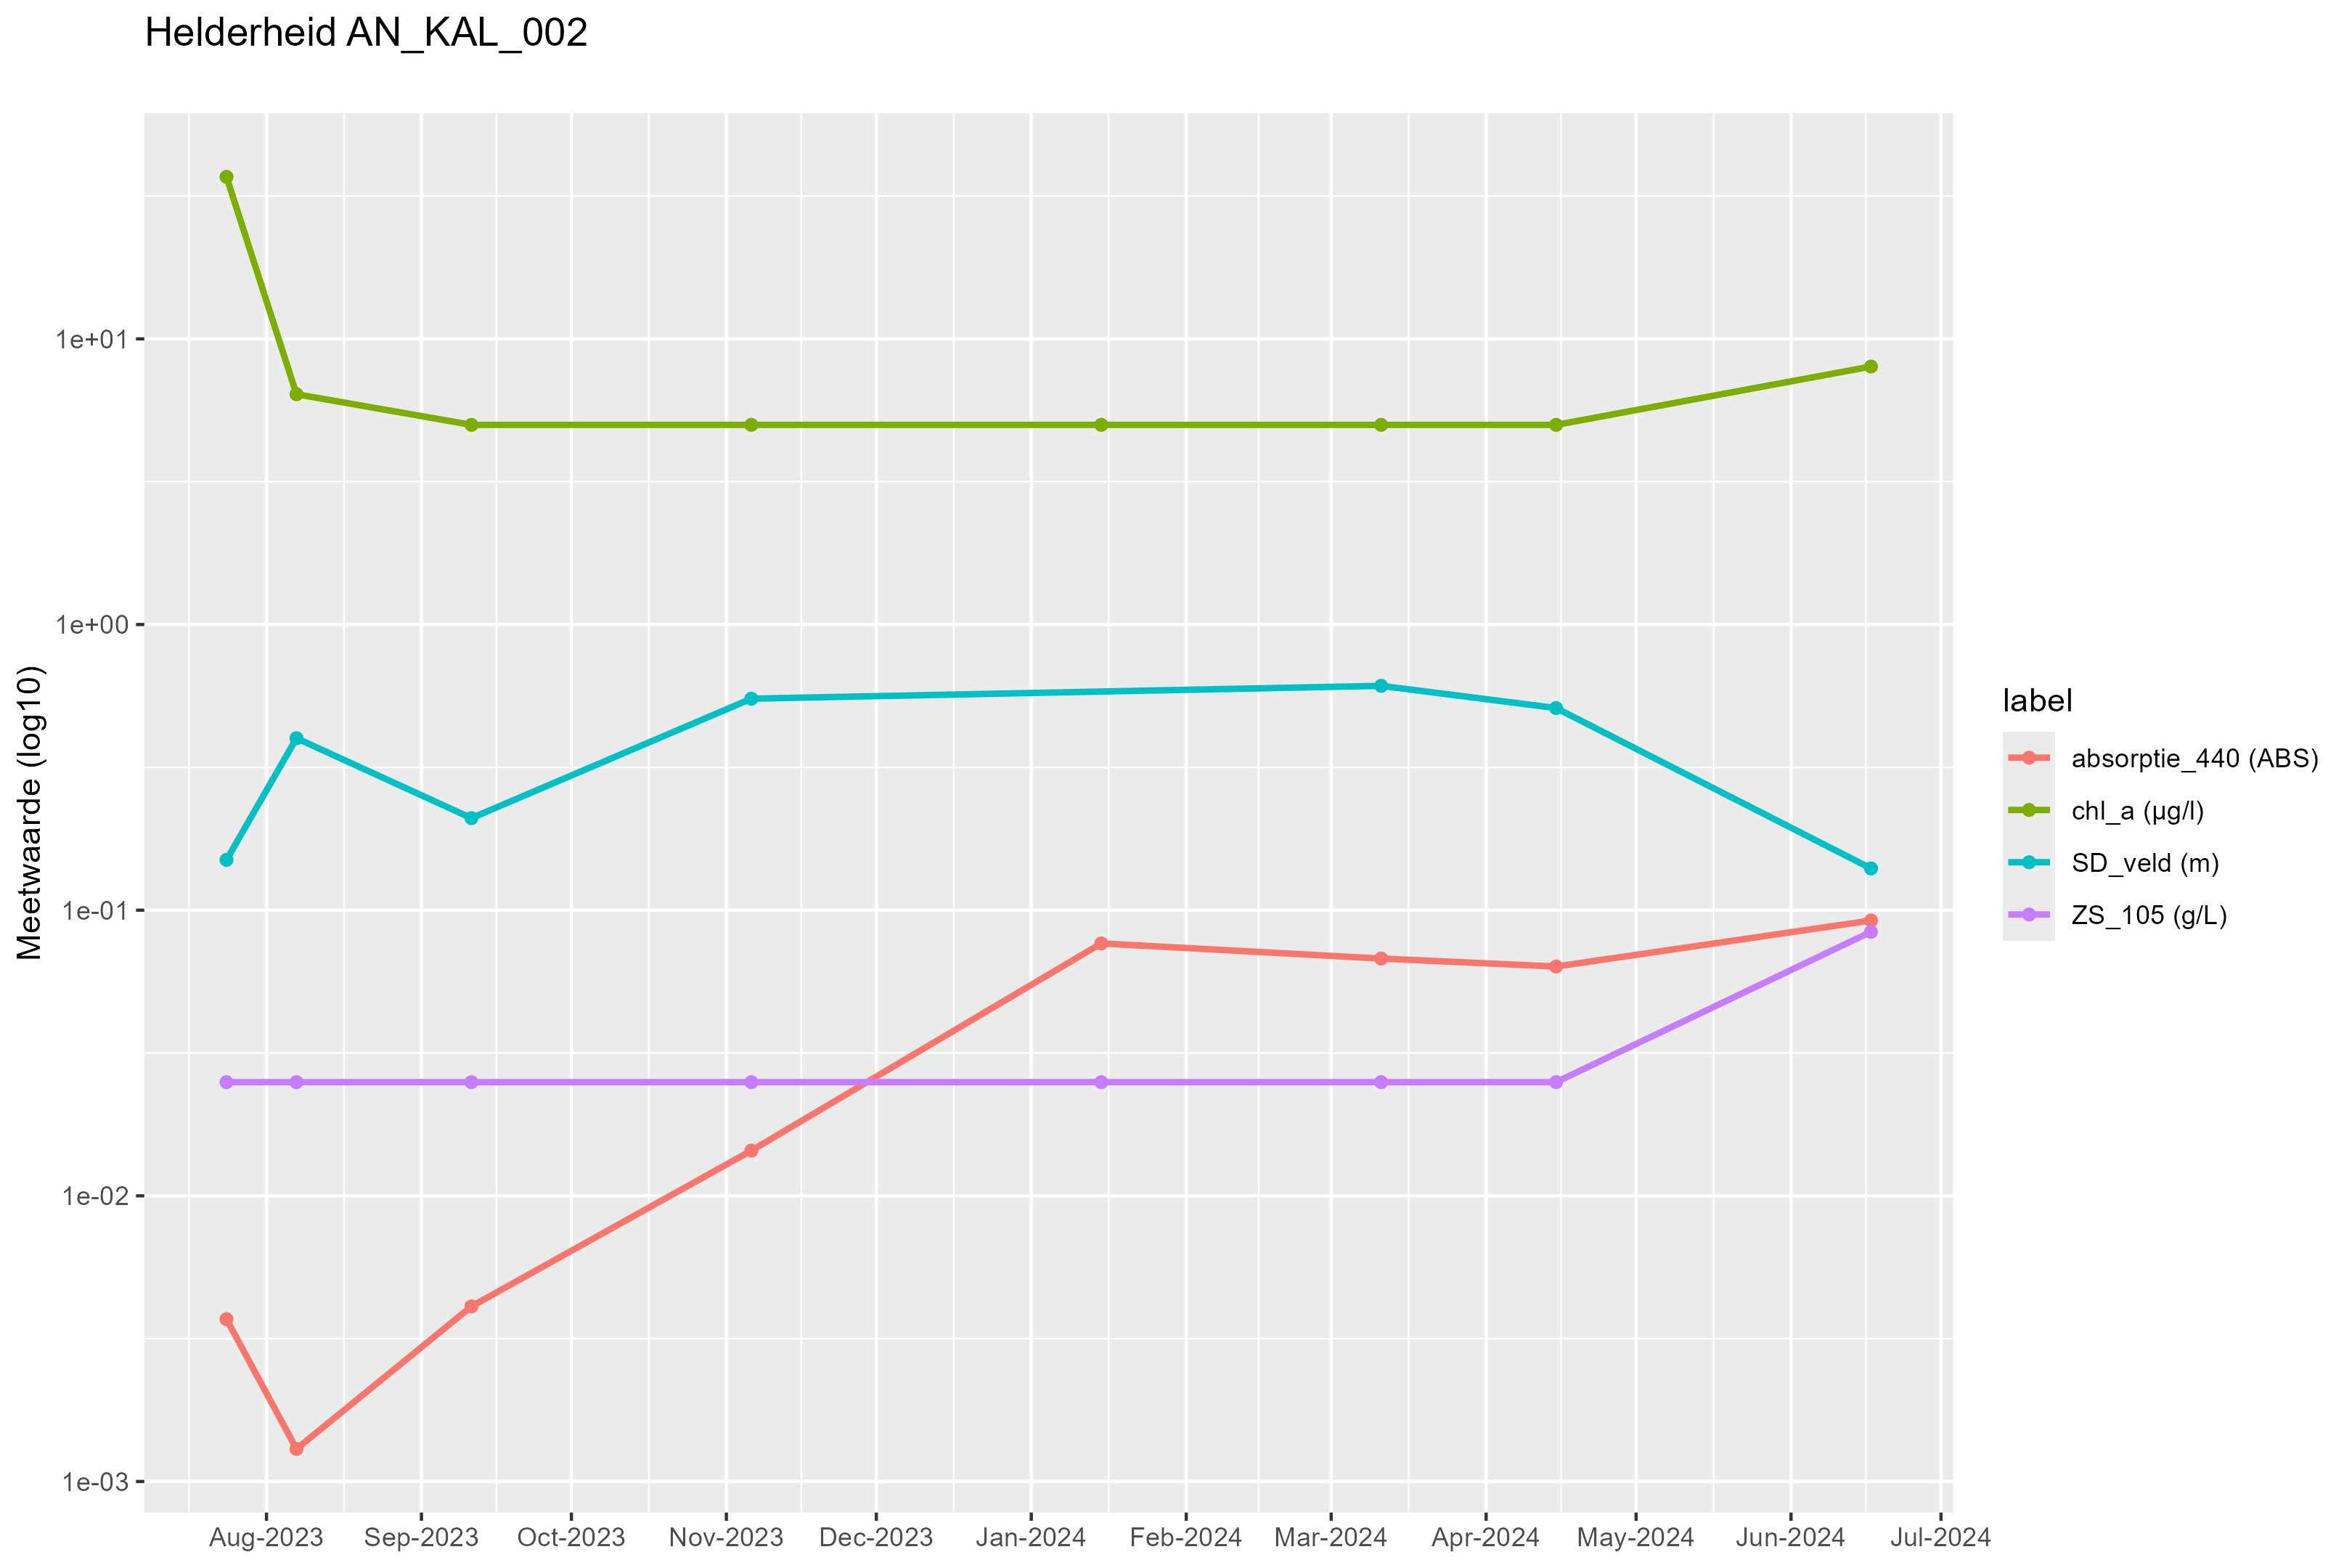 Helderheid AN_KAL_002
Meetwaarde (log10)
1e+01
1e+00
1e-01
1e-02
1e-03
Aug-2023 Sep-2023 Oct-2023 Nov-2023 Dec-2023 Jan-2024 Feb-2024 Mar-2024 Apr-2024 May-2024 Jun-2024 Jul-2024
label
absorptie_440 (ABS)
chl_a (µg/l)
SD_veld (m)
ZS_105 (g/L)